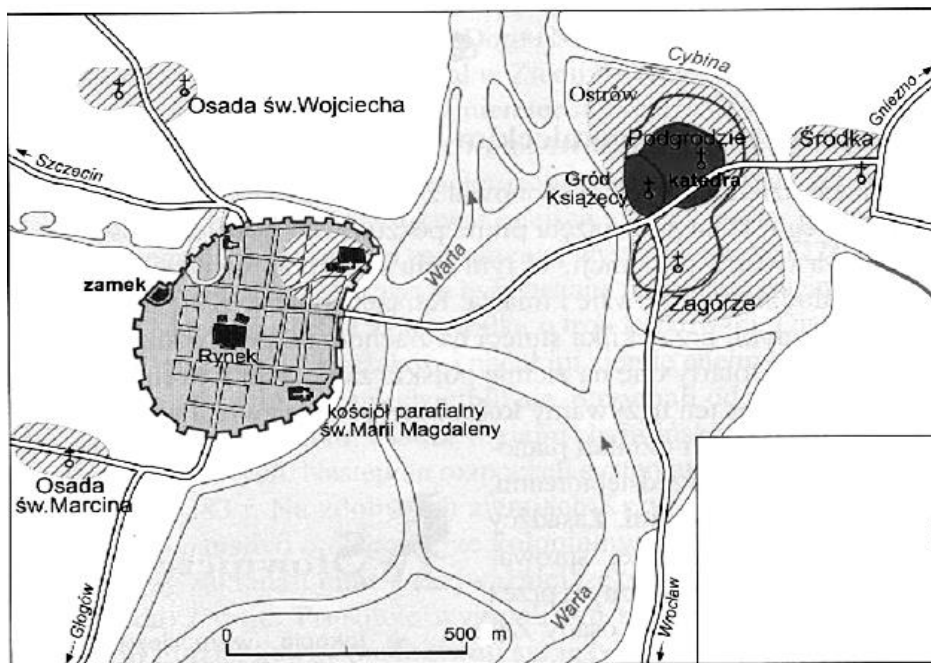 Cybina
Ostrów
Gniezno
Osada św.Wojciecha
Podgrodzie
Środka
Szczecin
Gród
Książęcy
katedra
Warta
zamek
Zagórze
Rynek
kościół parafialny
św.Marii Magdaleny
Osada
św.Marcina
Warta
Głogów
Wrocław
0 500 m